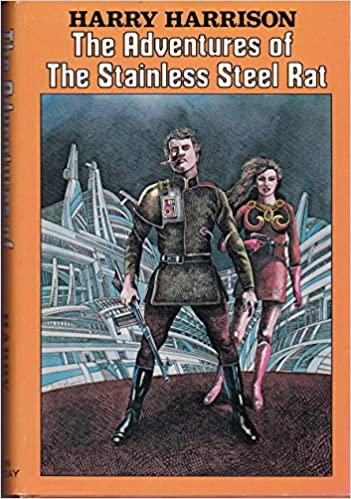 HARRY HARRISON
The Adventures of
The Stainless Steel Rat